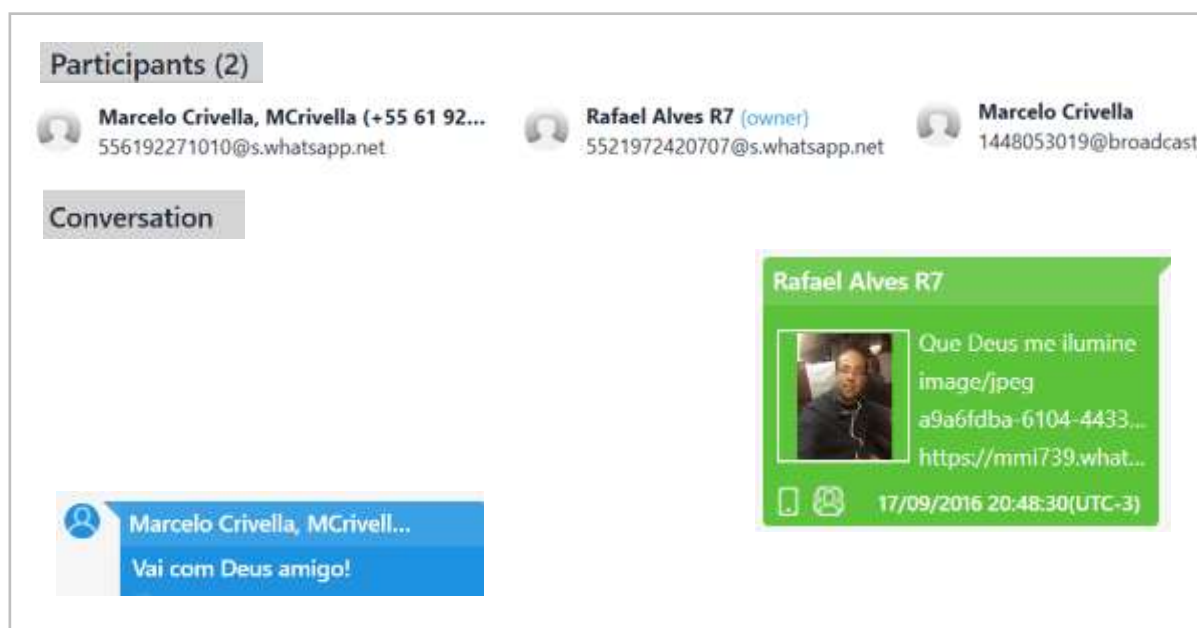 Participants (2)
Marcelo Crivella, MCrivella (+55 61 92...
556192271010@s.whatsapp.net
Rafael Alves R7 (owner)
5521972420707@s.whatsapp.net
Marcelo Crivella
1448053019@broadcast
Conversation
Rafael Alves R7
Que Deus me ilumine
image/jpeg
a9a6fdba-6104-4433...
https://mmi739.what...
17/09/2016 20:48:30(UTC-3)
Marcelo Crivella, MCrivell...
Vai com Deus amigo!